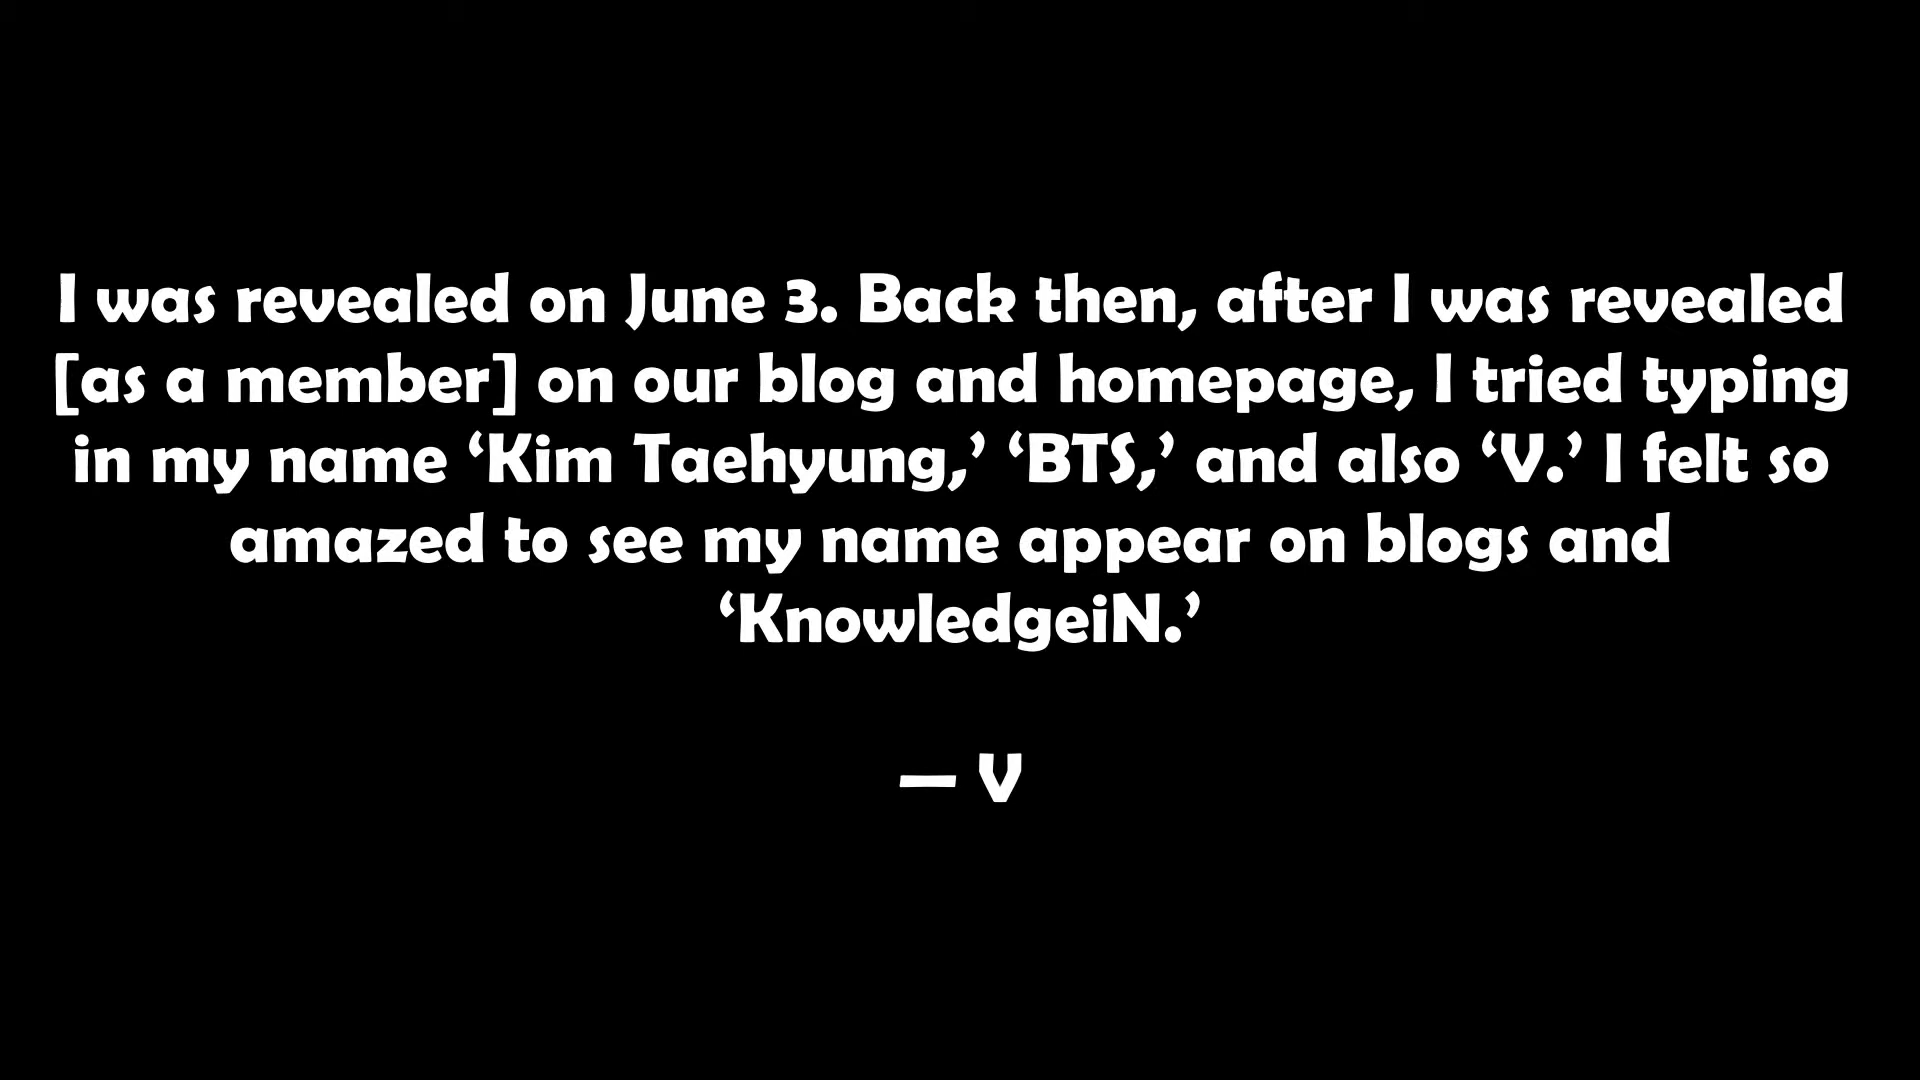 I was revealed on June 3. Back then, after I was revealed
[as a member] on our blog and homepage, I tried typing
in my name ‘Kim Taehyung,’ ‘BTS,’ and also ‘V.’ I felt so
amazed to see my name appear on blogs and
‘KnowledgeiN.’
— V